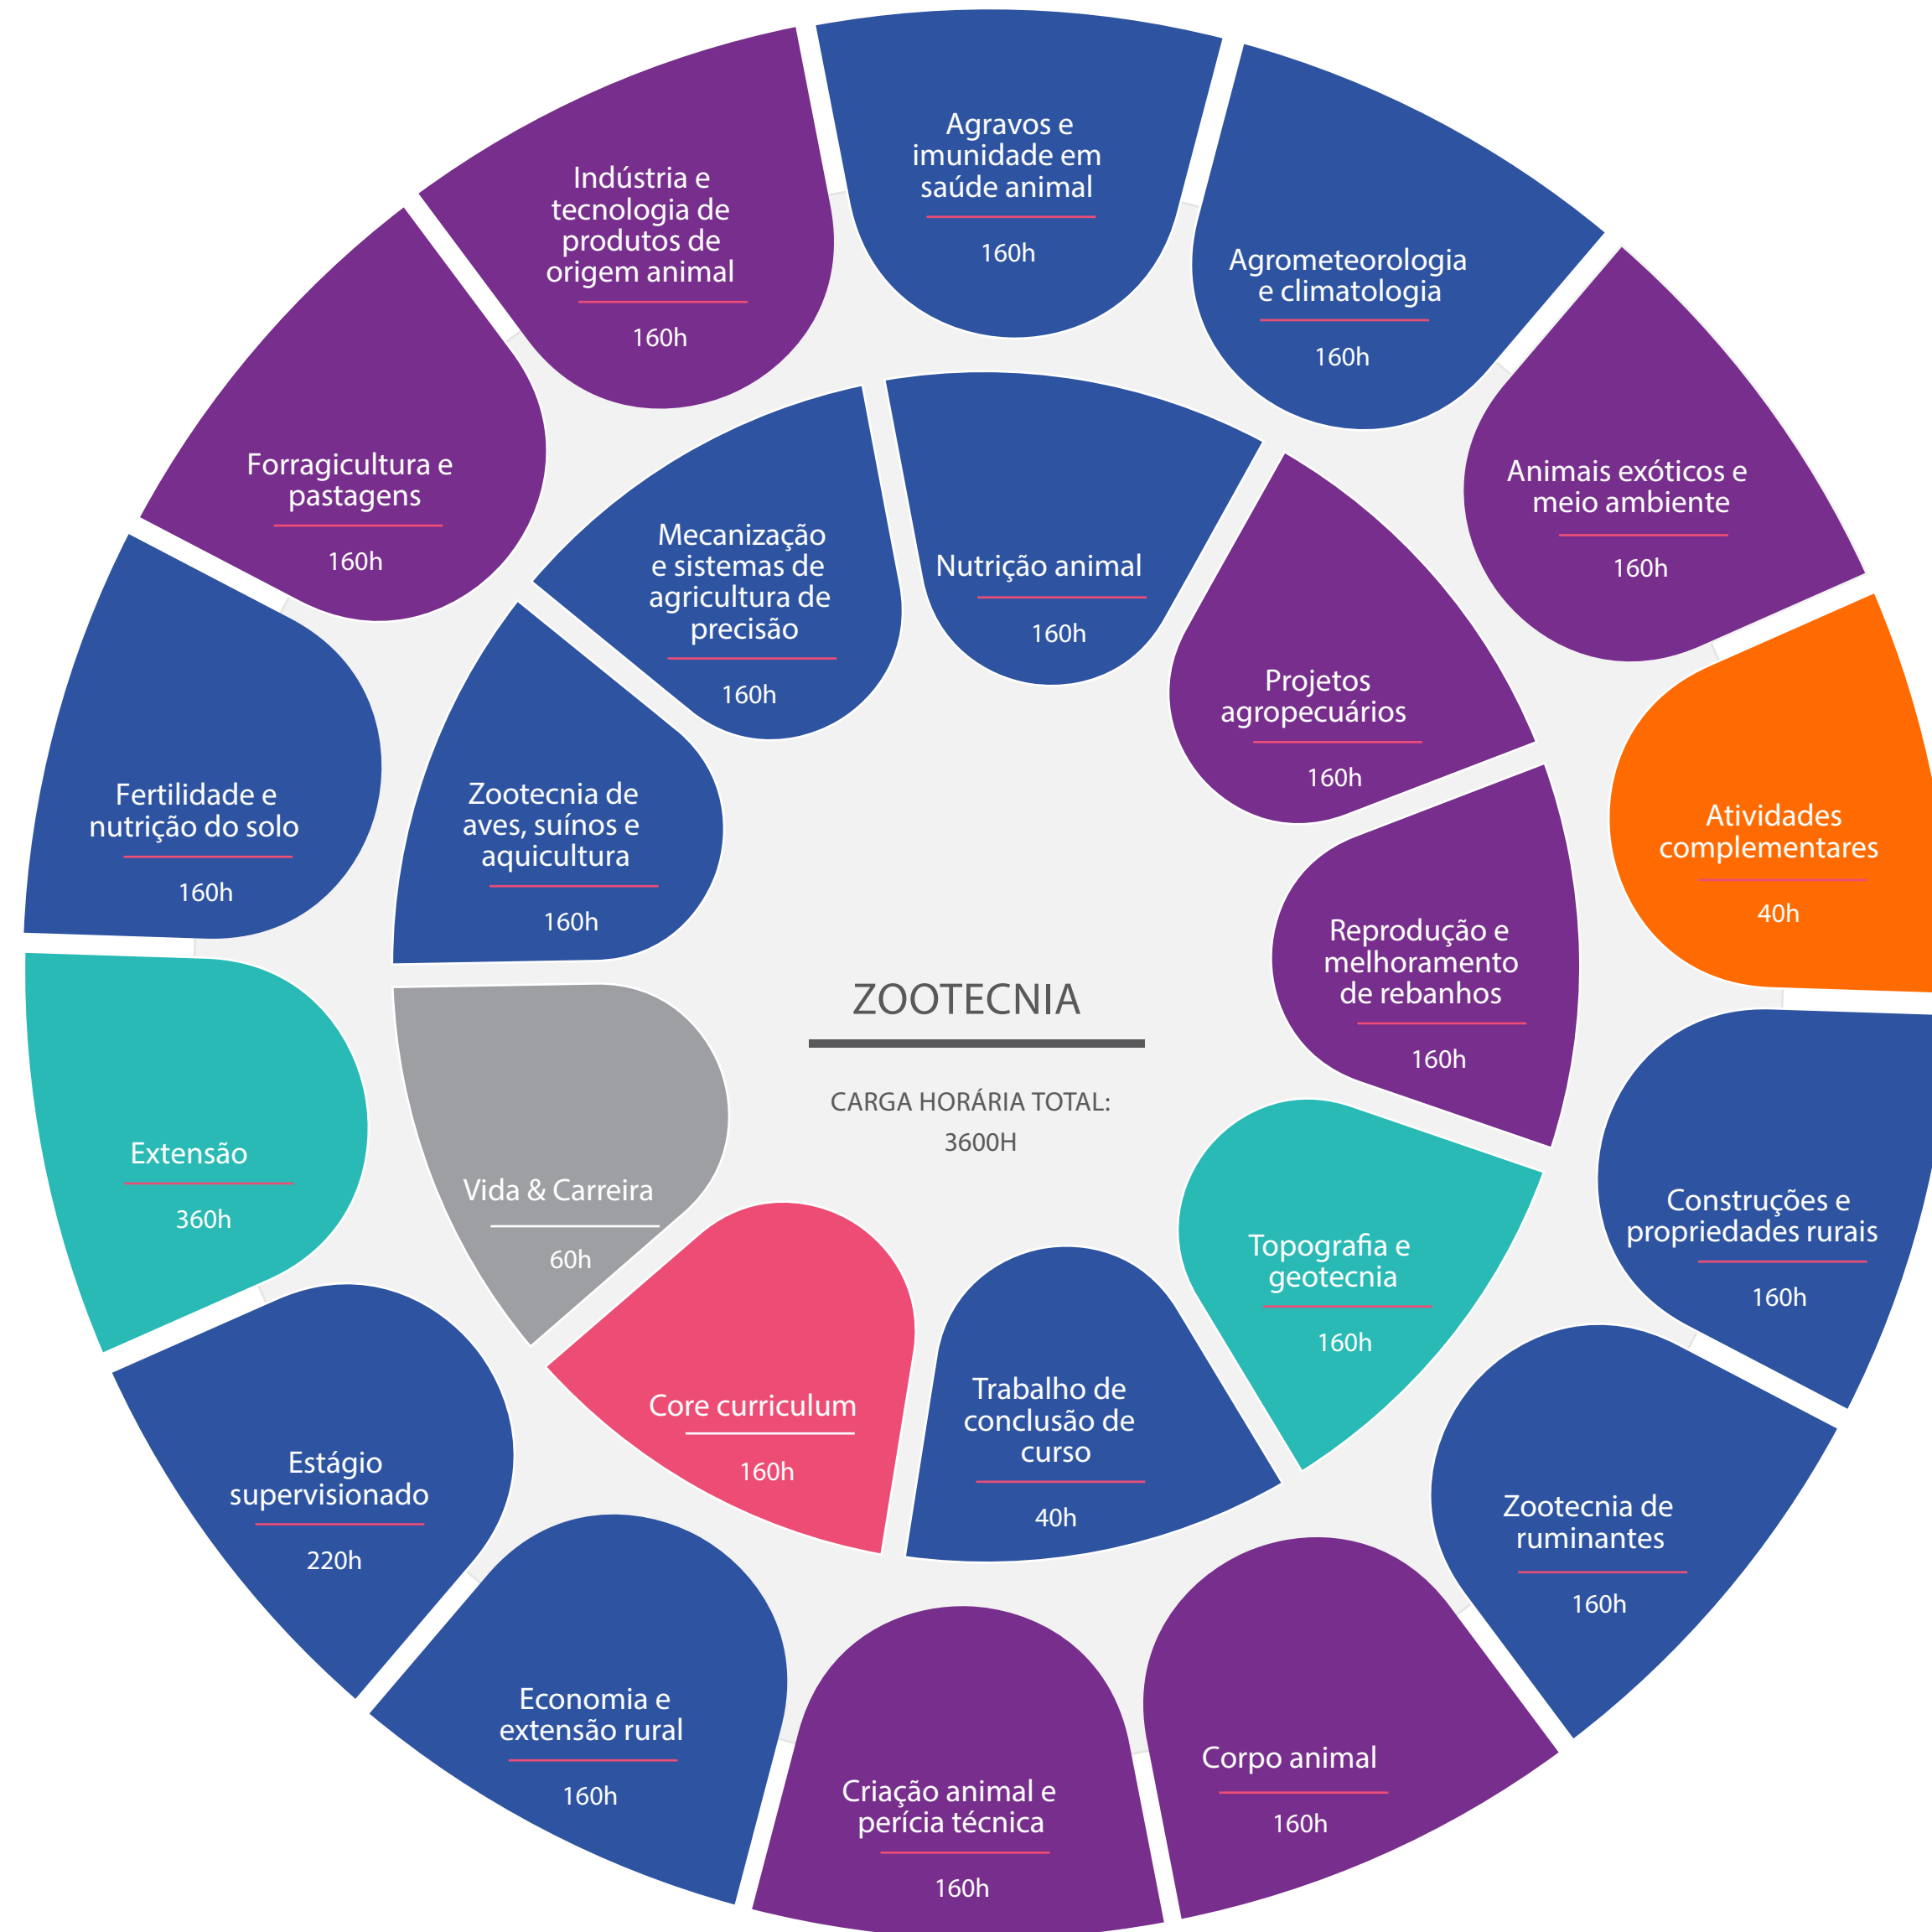 Agravos e
imunidade em
saúde animal
160h
Agrometeorologia
e climatologia
160h
Animais exóticos e
meio ambiente
160h
Atividades
complementares
40h
Construções e
propriedades rurais
160h
Zootecnia de
ruminantes
160h
Corpo animal
160h
Criação animal e
perícia técnica
160h
Economia e
extensão rural
160h
Estágio
supervisionado
220h
Extensão
360h
Fertilidade e
nutrição do solo
160h
Forragicultura e
pastagens
160h
Indústria e
tecnologia de
produtos de
origem animal
160h
Mecanização
e sistemas de
agricultura de
precisão
160h
Nutrição animal
160h
Projetos
agropecuários
160h
Reprodução e
melhoramento
de rebanhos
160h
Topografia e
geotecnia
160h
Trabalho de
conclusão de
curso
40h
Core curriculum
160h
Vida & Carreira
60h
Zootecnia de
aves, suínos e
aquicultura
160h
ZOOTECNIA
CARGA HORÁRIA TOTAL:
3600H